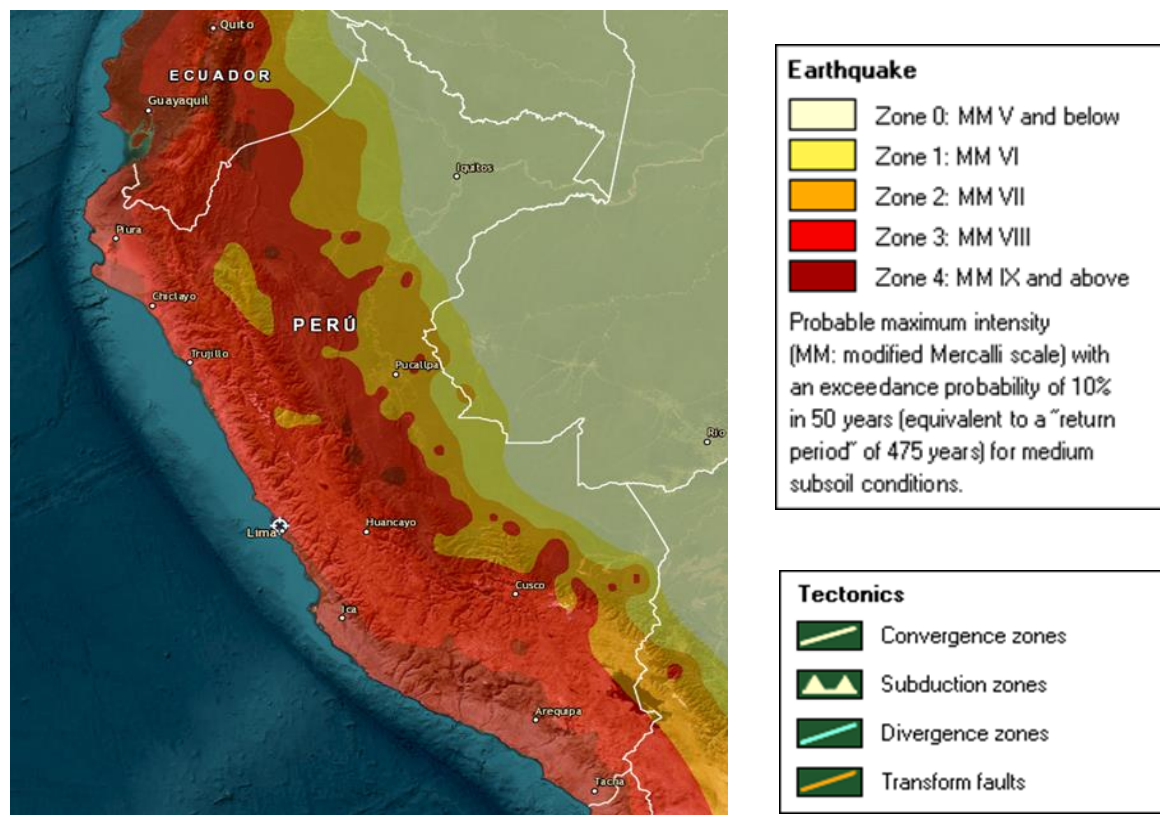 Quito
ECUADOR
Guayaquil
Iquitos
Piura
Chiclayo
PERÚ
Trujillo
Pucallpa
Rio
Lima
Huancayo
Cusco
Ica
Arequipa
Tacna
Earthquake
Zone 0: MM V and below
Zone 1: MM VI
Zone 2: MM VII
Zone 3: MM VIII
Zone 4: MM IX and above
Probable maximum intensity
(MM: modified Mercalli scale) with
an exceedance probability of 10%
in 50 years (equivalent to a "return
period" of 475 years) for medium
subsoil conditions.
Tectonics
Convergence zones
Subduction zones
Divergence zones
Transform faults